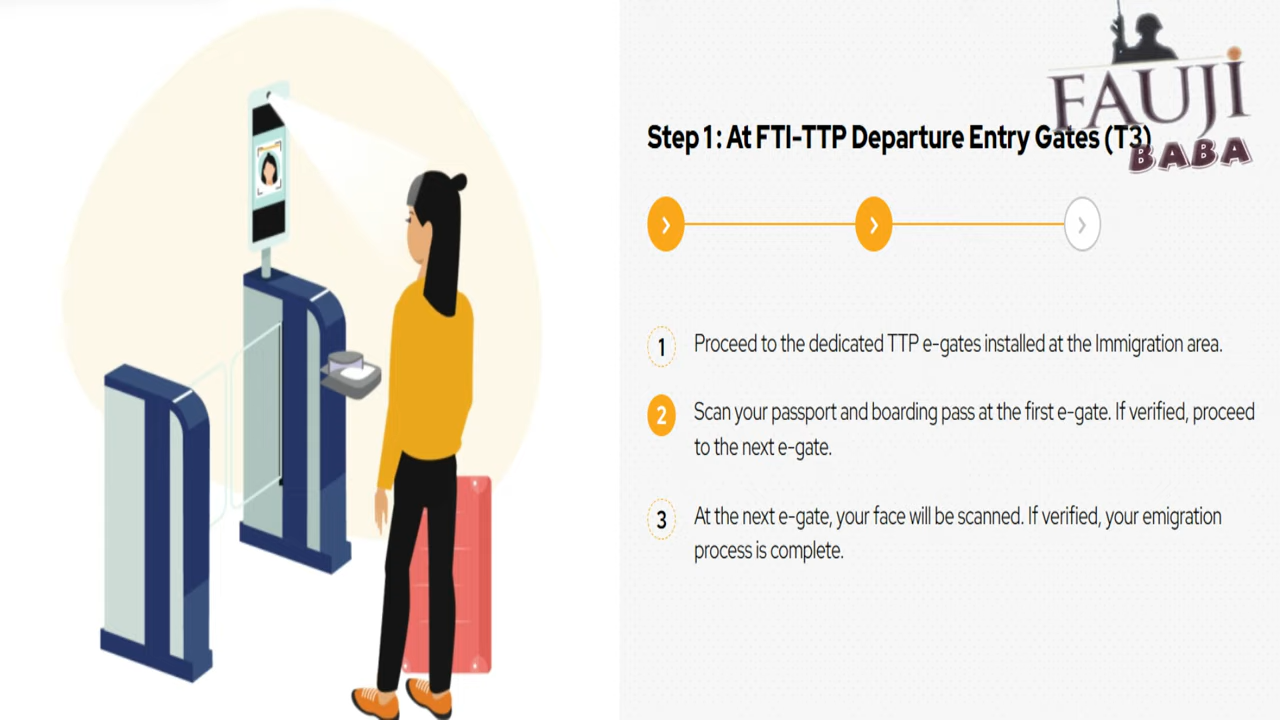 FAUJI
BABA
Step 1: At FTI-TTP Departure Entry Gates (T3)
1
Proceed to the dedicated TTP e-gates installed at the Immigration area.
2
Scan your passport and boarding pass at the first e-gate. If verified, proceed
to the next e-gate.
3
At the next e-gate, your face will be scanned. If verified, your emigration
process is complete.